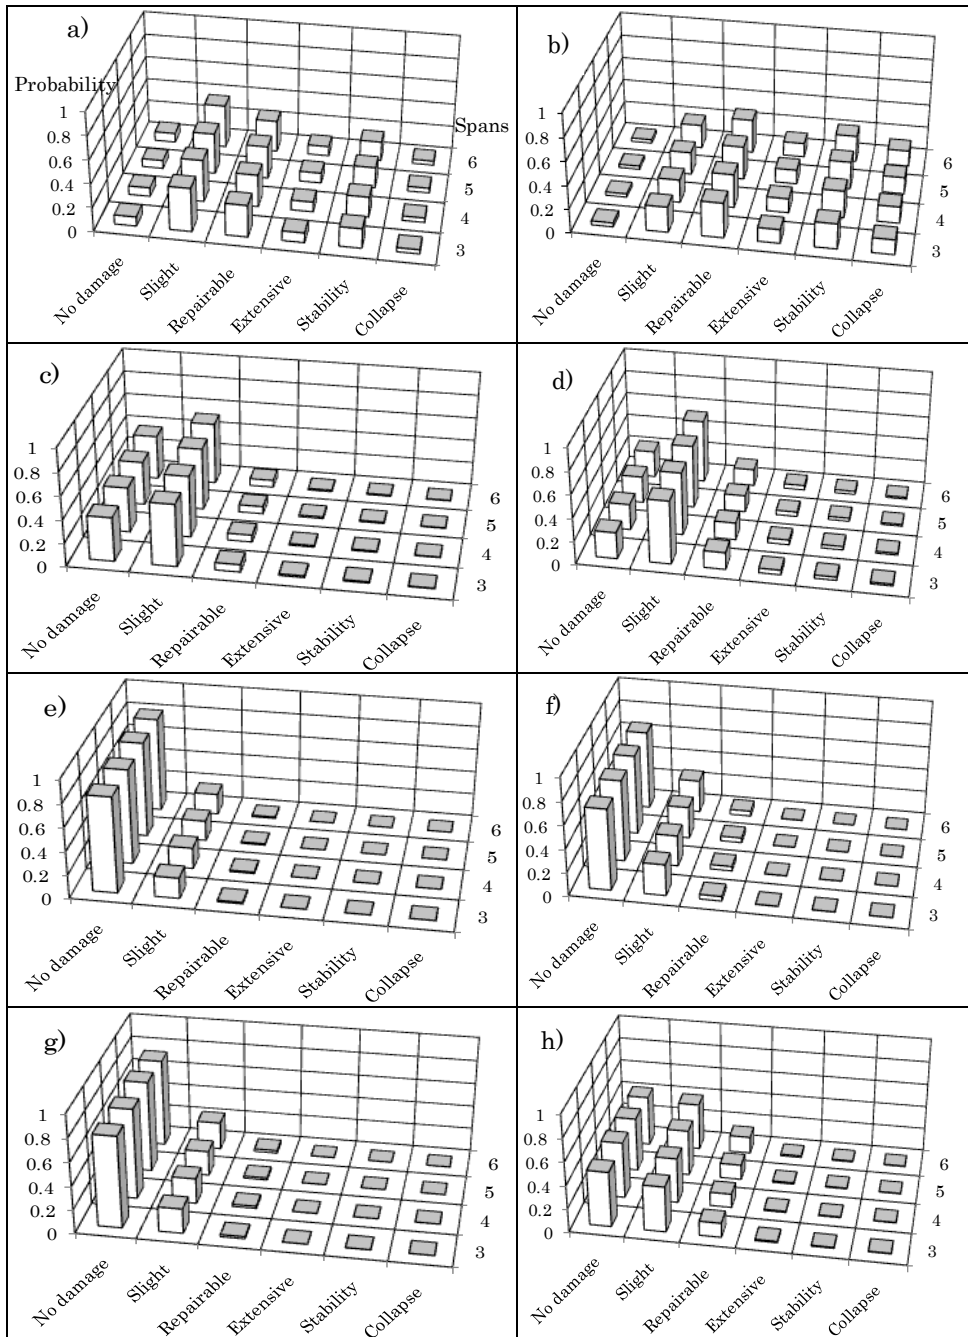 a)
Probability
1
0.8
0.6
0.4
0.2
0
Spans
6
5
4
3
No damage
Slight
Repairable
Extensive
Stability
Collapse
b)
1
0.8
0.6
0.4
0.2
0
6
5
4
3
No damage
Slight
Repairable
Extensive
Stability
Collapse
c)
1
0.8
0.6
0.4
0.2
0
6
5
4
3
No damage
Slight
Repairable
Extensive
Stability
Collapse
d)
1
0.8
0.6
0.4
0.2
0
6
5
4
3
No damage
Slight
Repairable
Extensive
Stability
Collapse
e)
1
0.8
0.6
0.4
0.2
0
6
5
4
3
No damage
Slight
Repairable
Extensive
Stability
Collapse
f)
1
0.8
0.6
0.4
0.2
0
6
5
4
3
No damage
Slight
Repairable
Extensive
Stability
Collapse
g)
1
0.8
0.6
0.4
0.2
0
6
5
4
3
No damage
Slight
Repairable
Extensive
Stability
Collapse
h)
1
0.8
0.6
0.4
0.2
0
6
5
4
3
No damage
Slight
Repairable
Extensive
Stability
Collapse